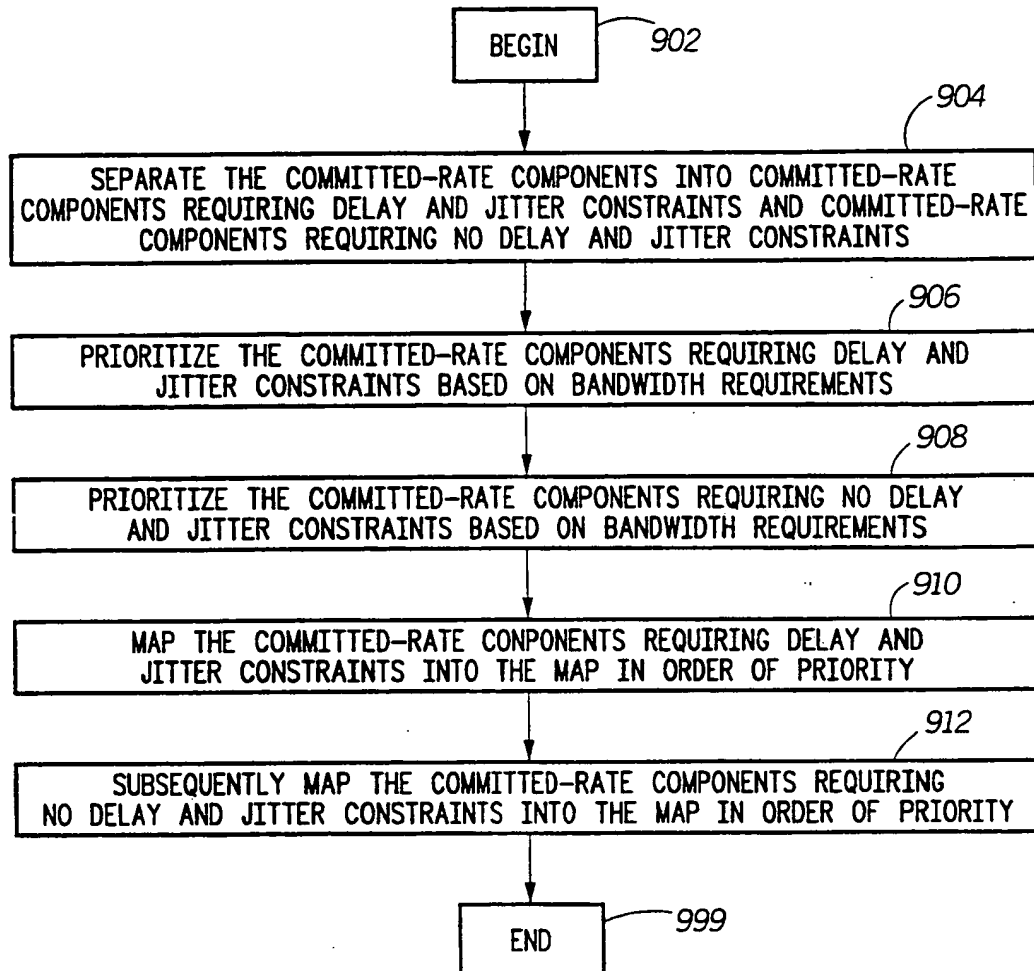 BEGIN
902
904
SEPARATE THE COMMITTED-RATE COMPONENTS INTO COMMITTED-RATE
COMPONENTS REQUIRING DELAY AND JITTER CONSTRAINTS AND COMMITTED-RATE
COMPONENTS REQUIRING NO DELAY AND JITTER CONSTRAINTS
906
PRIORITIZE THE COMMITTED-RATE COMPONENTS REQUIRING DELAY AND
JITTER CONSTRAINTS BASED ON BANDWIDTH REQUIREMENTS
908
PRIORITIZE THE COMMITTED-RATE COMPONENTS REQUIRING NO DELAY
AND JITTER CONSTRAINTS BASED ON BANDWIDTH REQUIREMENTS
910
MAP THE COMMITTED-RATE CONPONENTS REQUIRING DELAY AND
JITTER CONSTRAINTS INTO THE MAP IN ORDER OF PRIORITY
912
SUBSEQUENTLY MAP THE COMMITTED-RATE COMPONENTS REQUIRING
NO DELAY AND JITTER CONSTRAINTS INTO THE MAP IN ORDER OF PRIORITY
END
999